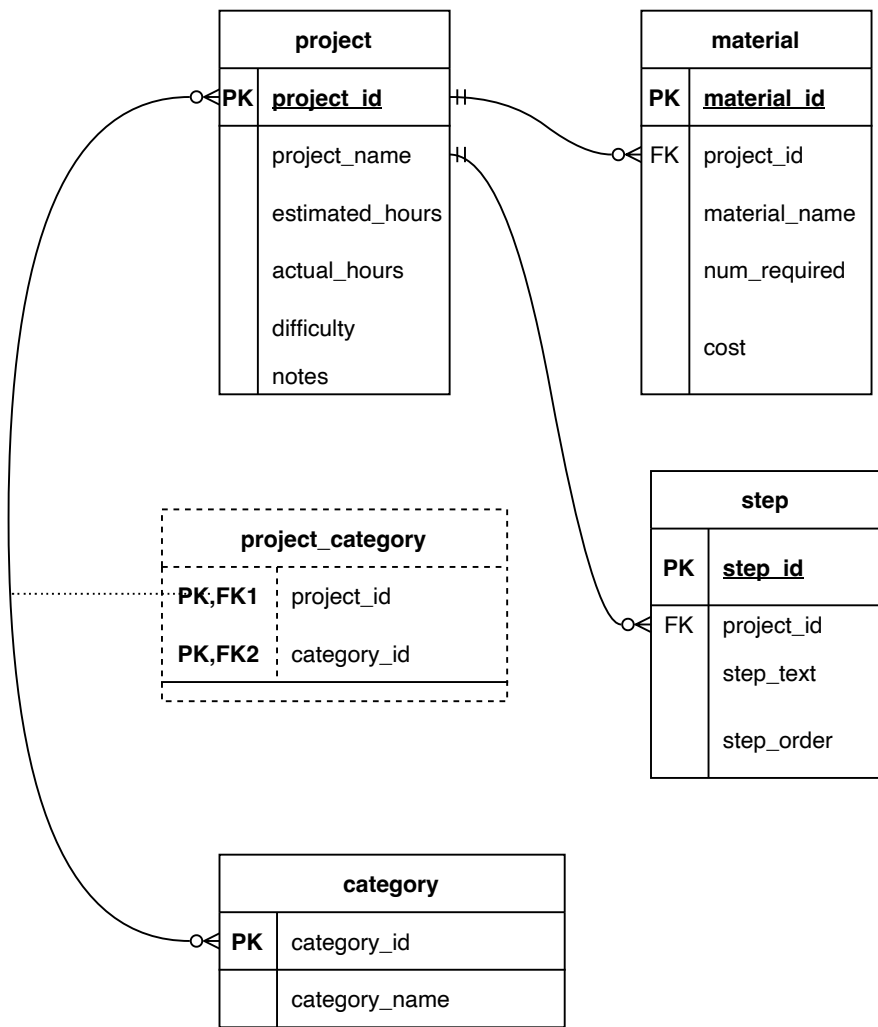 project
PK project_id
project_name
estimated_hours
actual_hours
difficulty
notes
material
PK material_id
FK project_id
material_name
num_required
cost
step
PK step_id
FK project_id
step_text
step_order
project_category
PK,FK1 project_id
PK,FK2 category_id
category
PK category_id
category_name